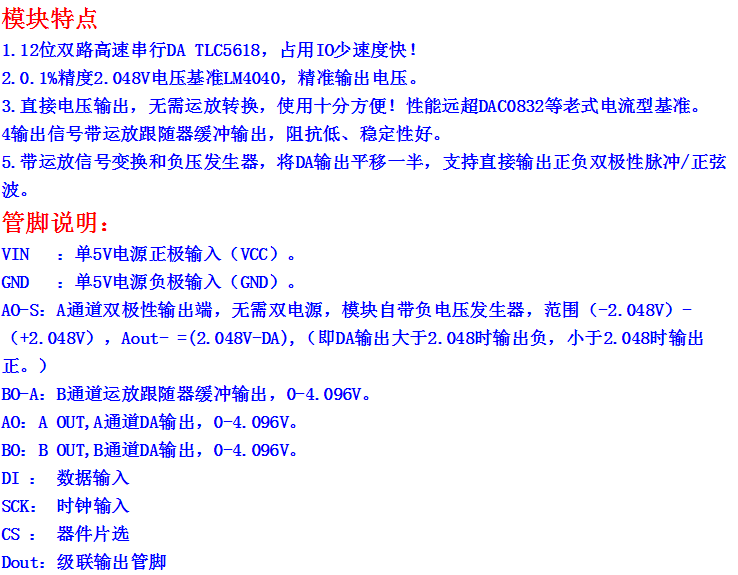 模块特点
1.12位双路高速串行DA TLC5618，占用IO少速度快！
2.0.1%精度2.048V电压基准LM4040，精准输出电压。
3.直接电压输出，无需运放转换，使用十分方便！性能远超DAC0832等老式电流型基准。
4输出信号带运放跟随器缓冲输出，阻抗低、稳定性好。
5.带运放信号变换和负压发生器，将DA输出平移一半，支持直接输出正负双极性脉冲/正弦
波。
管脚说明：
VIN ：单5V电源正极输入（VCC）。
GND ：单5V电源负极输入（GND）。
AO-S：A通道双极性输出端，无需双电源，模块自带负电压发生器，范围（-2.048V）-
（+2.048V），Aout- =(2.048V-DA),（即DA输出大于2.048时输出负，小于2.048时输出
正。）
BO-A：B通道运放跟随器缓冲输出，0-4.096V。
AO：A OUT,A通道DA输出，0-4.096V。
BO：B OUT,B通道DA输出，0-4.096V。
DI ： 数据输入
SCK： 时钟输入
CS ： 器件片选
Dout：级联输出管脚